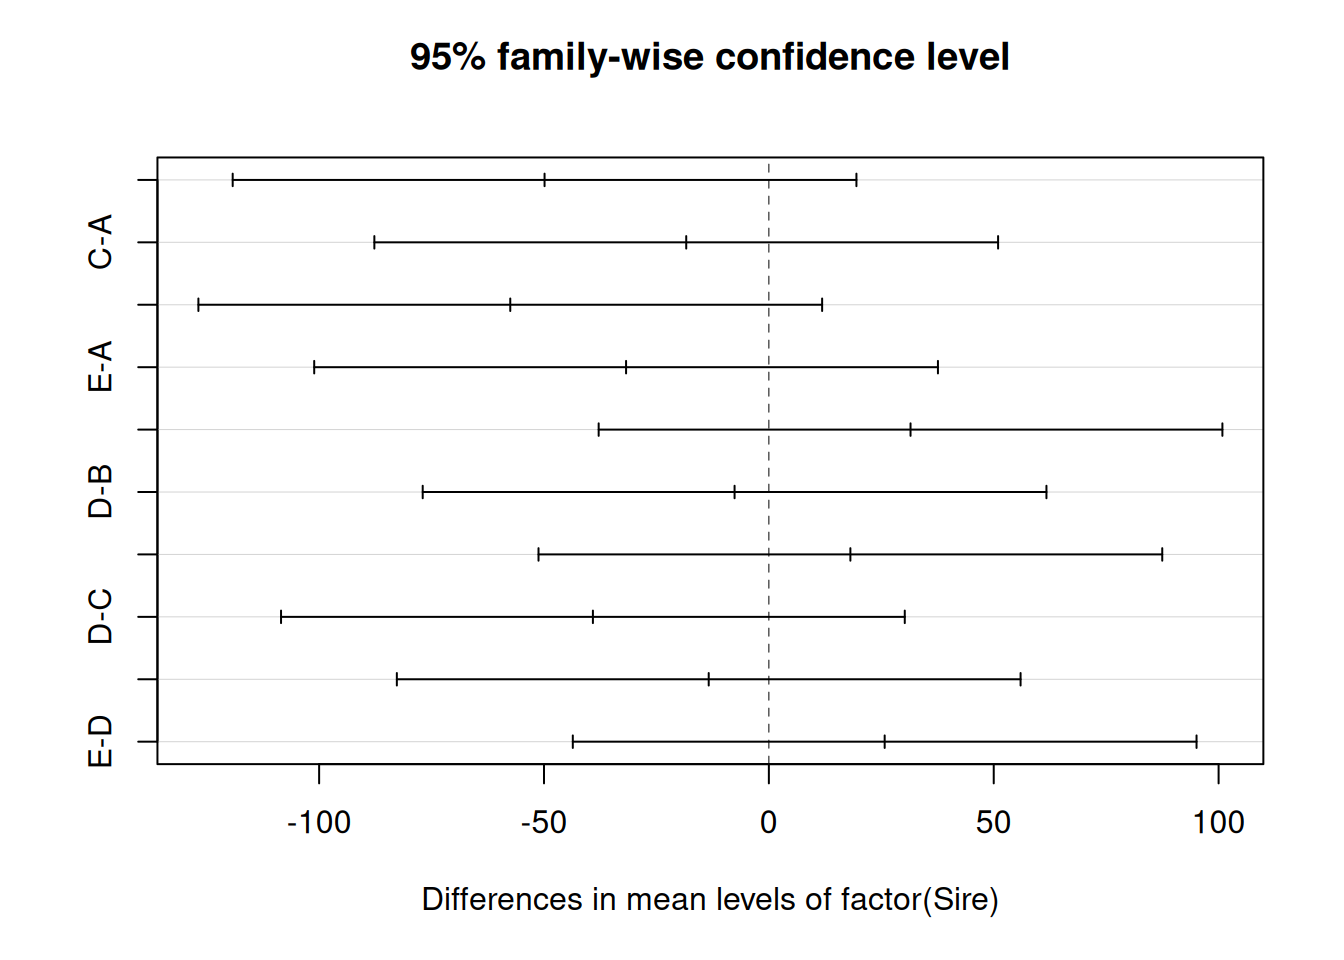 95% family-wise confidence level
C-A
E-A
D-B
D-C
E-D
-100 -50 0 50 100
Differences in mean levels of factor(Sire)